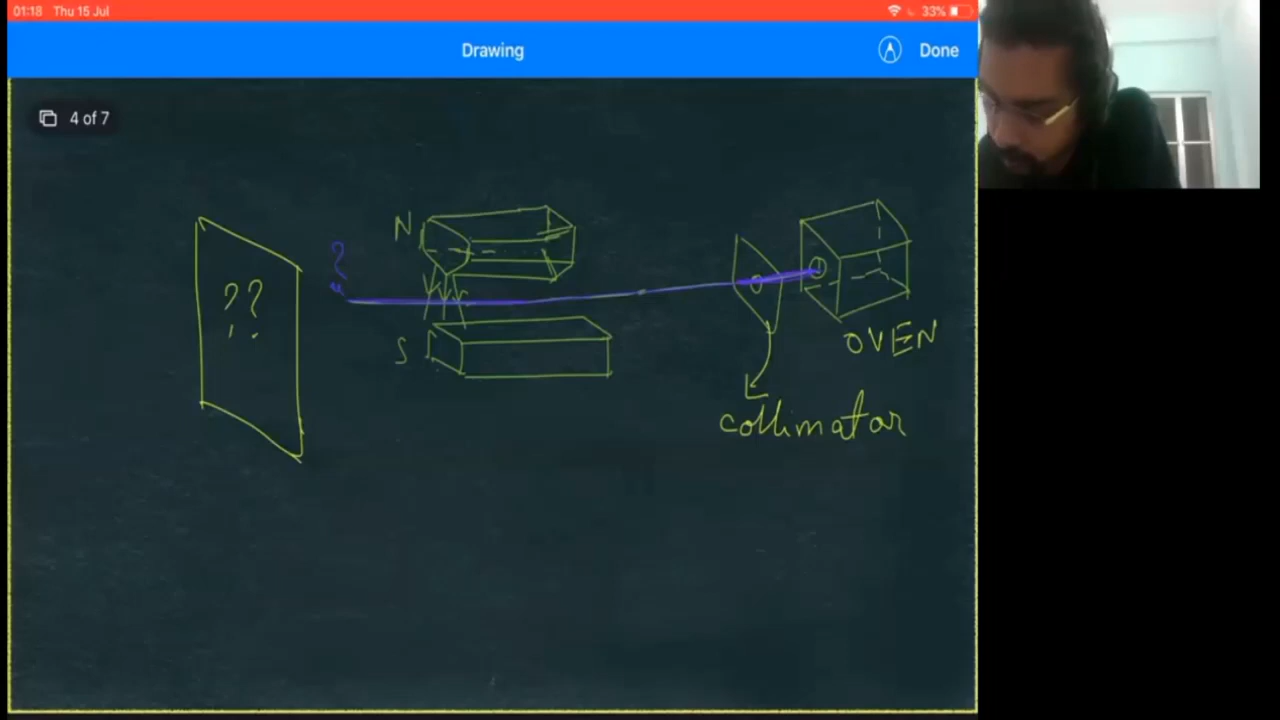 01:18 Thu 15 Jul 33%
Drawing Done
4 of 7
N
?
??
S
OVEN
collimator